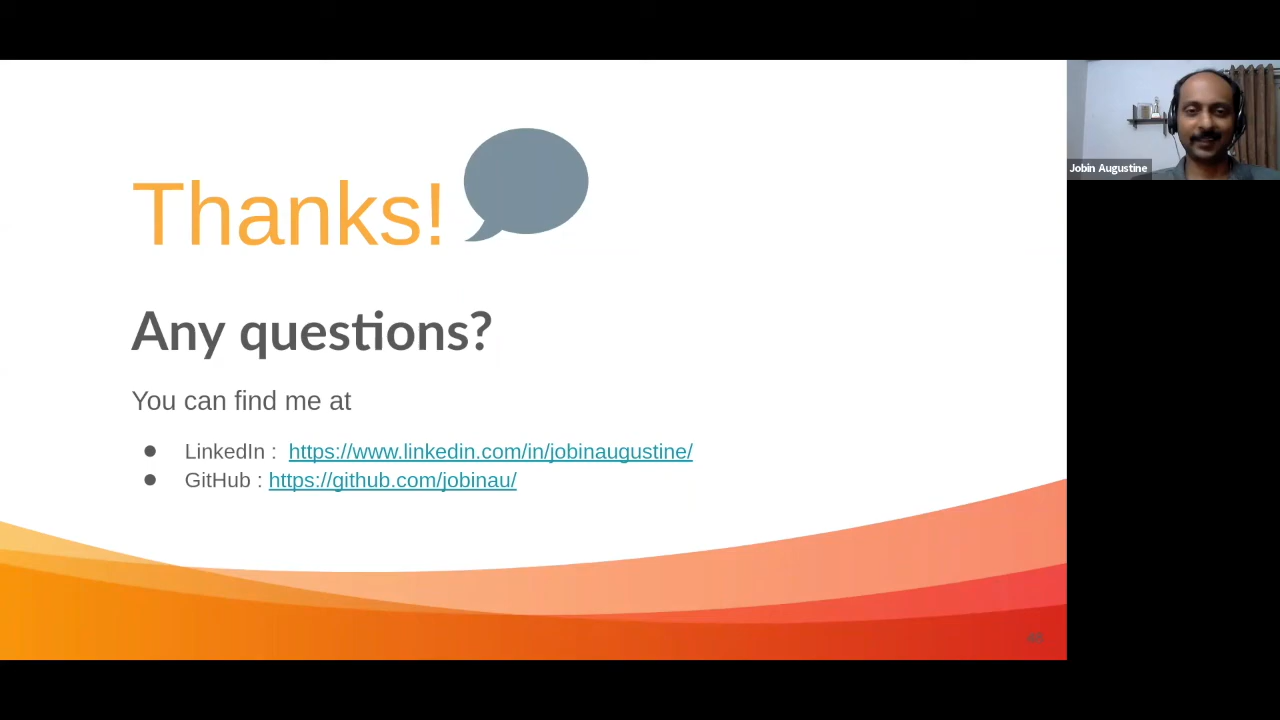 Thanks!
Any questions?
You can find me at
● LinkedIn : https://www.linkedin.com/in/jobinaugustine/
● GitHub : https://github.com/jobinau/
Jobin Augustine